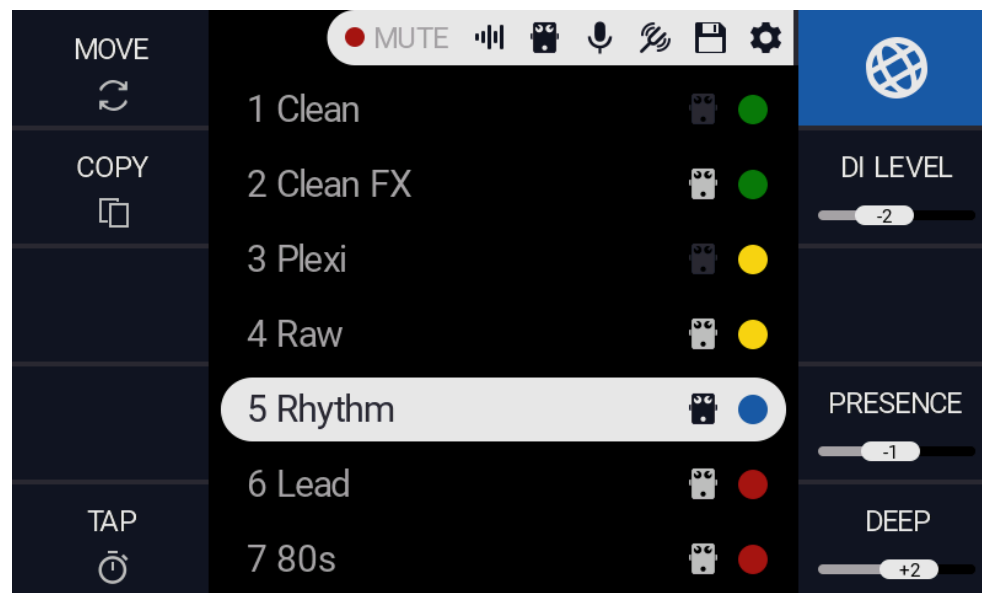 MOVE
COPY
TAP
MUTE
1 Clean
2 Clean FX
3 Plexi
4 Raw
5 Rhythm
6 Lead
7 80s
DI LEVEL
-2
PRESENCE
-1
DEEP
+2